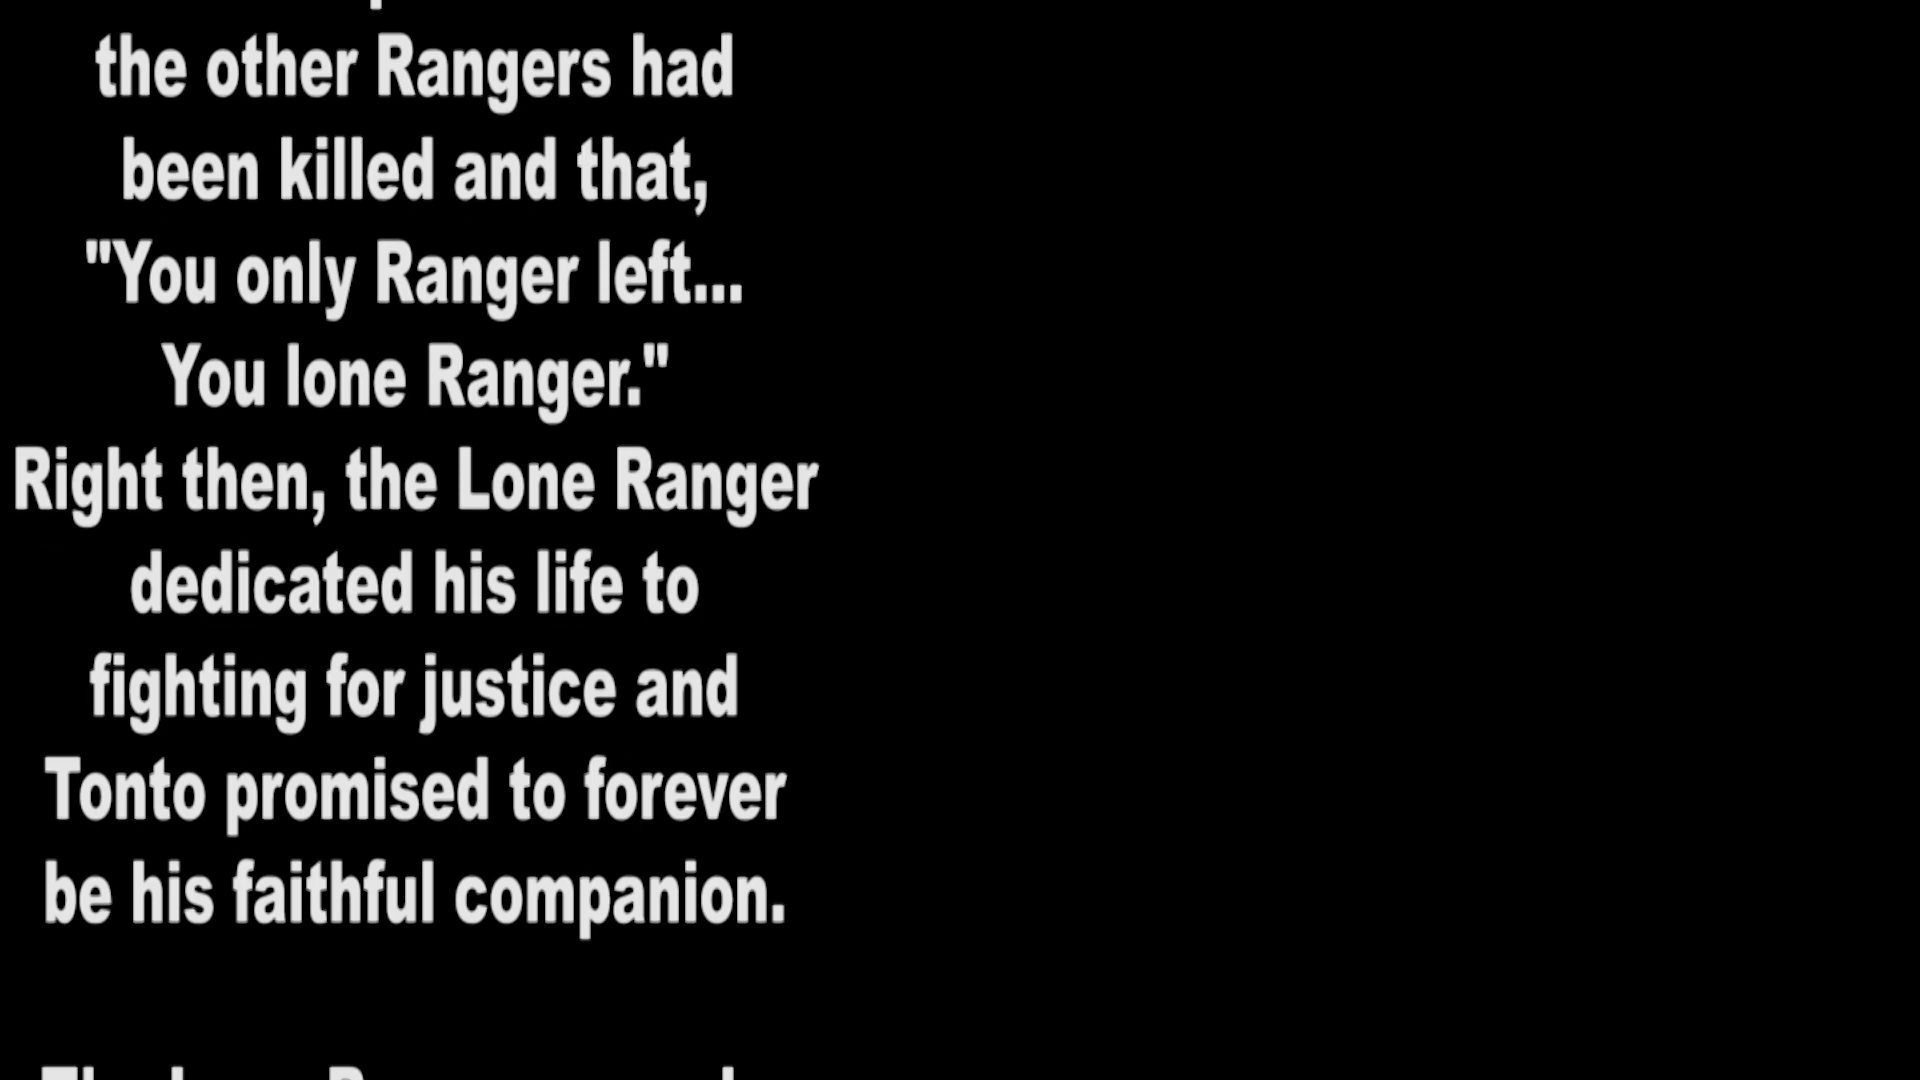 the other Rangers had
been killed and that,
"You only Ranger left...
You lone Ranger."
Right then, the Lone Ranger
dedicated his life to
fighting for justice and
Tonto promised to forever
be his faithful companion.